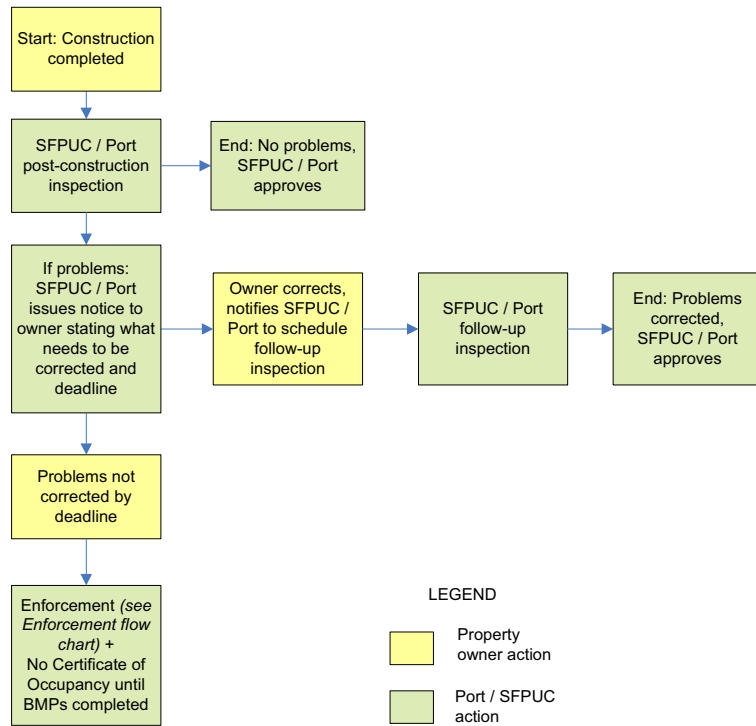 Start: Construction
completed
SFPUC / Port
post-construction
inspection
End: No problems,
SFPUC / Port
approves
If problems:
SFPUC / Port
issues notice to
owner stating what
needs to be
corrected and
deadline
Owner corrects,
notifies SFPUC /
Port to schedule
follow-up
inspection
SFPUC / Port
follow-up
inspection
End: Problems
corrected,
SFPUC / Port
approves
Problems not
corrected by
deadline
Enforcement (see
Enforcement flow
chart) +
No Certificate of
Occupancy until
BMPs completed
LEGEND
Property
owner action
Port / SFPUC
action